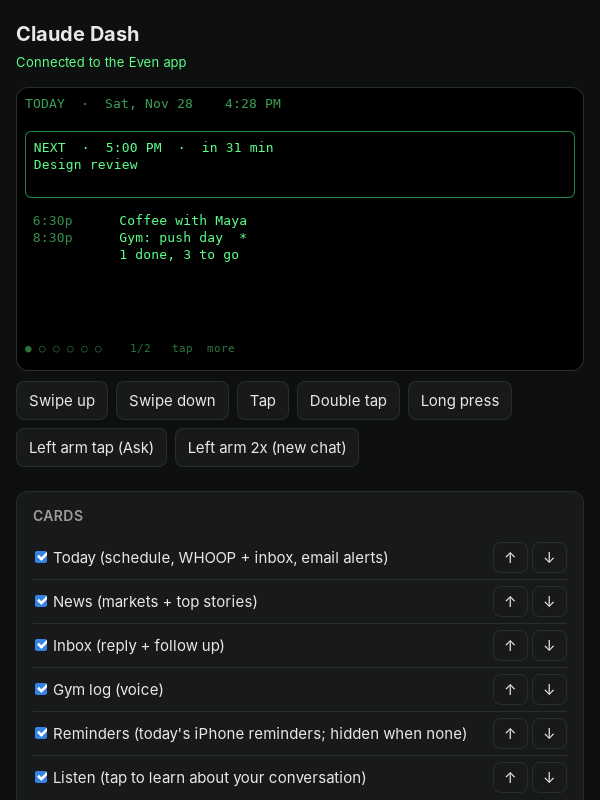 Claude Dash
Connected to the Even app
TODAY · Sat, Nov 28 4:28 PM
NEXT · 5:00 PM · in 31 min
Design review
6:30p Coffee with Maya
8:30p Gym: push day *
1 done, 3 to go
● ○ ○ ○ ○ ○ 1/2 tap more
Swipe up Swipe down Tap Double tap Long press
Left arm tap (Ask) Left arm 2x (new chat)
CARDS
Today (schedule, WHOOP + inbox, email alerts) ↑ ↓
News (markets + top stories) ↑ ↓
Inbox (reply + follow up) ↑ ↓
Gym log (voice) ↑ ↓
Reminders (today's iPhone reminders; hidden when none) ↑ ↓
Listen (tap to learn about your conversation) ↑ ↓